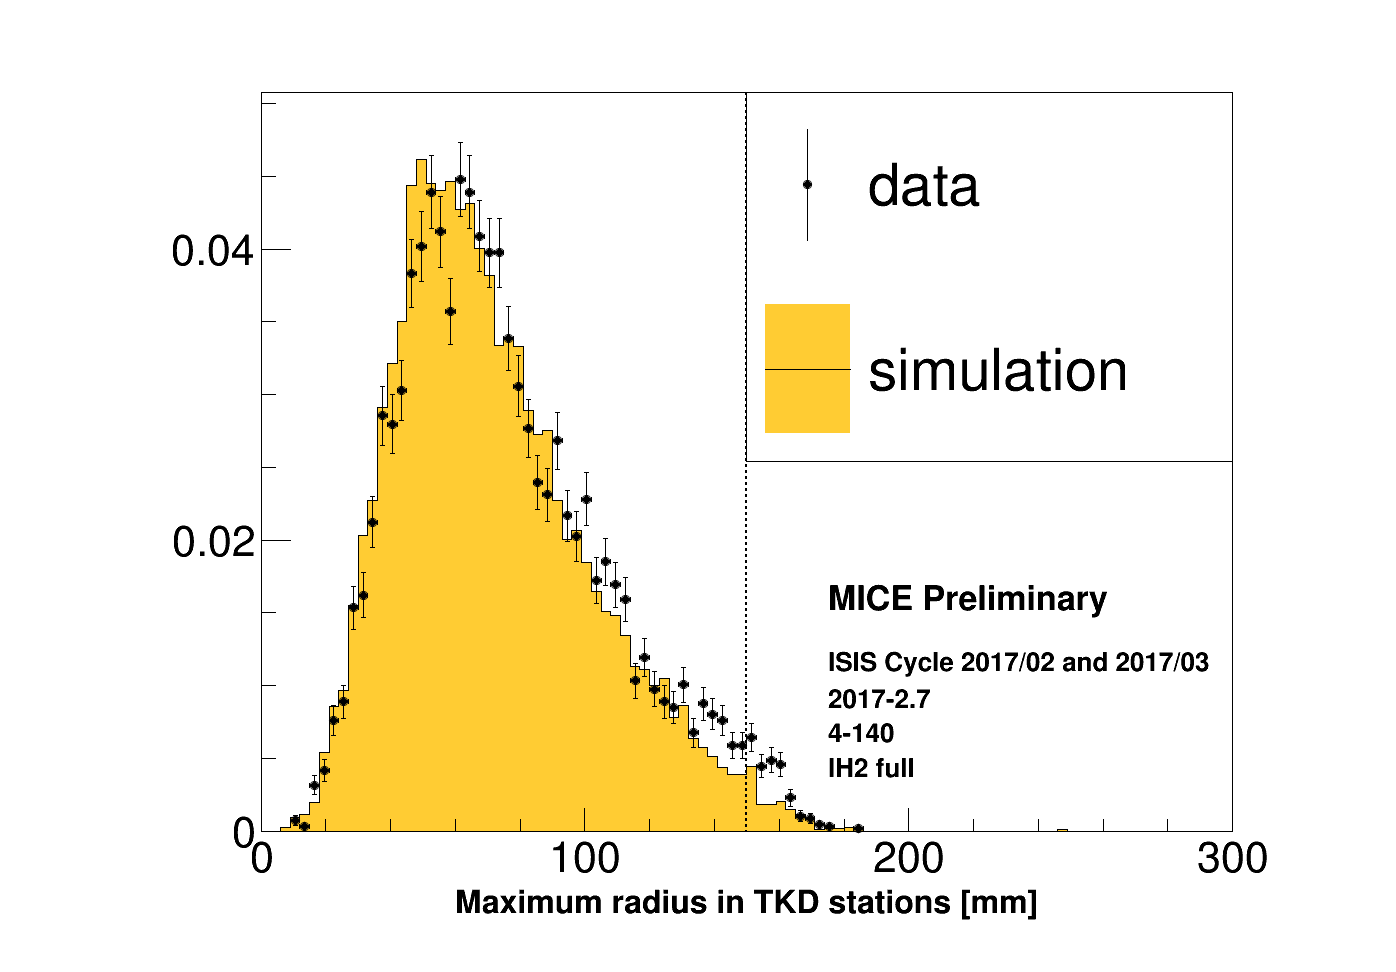 data
0.04
simulation
0.02
MICE Preliminary
ISIS Cycle 2017/02 and 2017/03
2017-2.7
4-140
IH2 full
0
0 100 200 300
Maximum radius in TKD stations [mm]